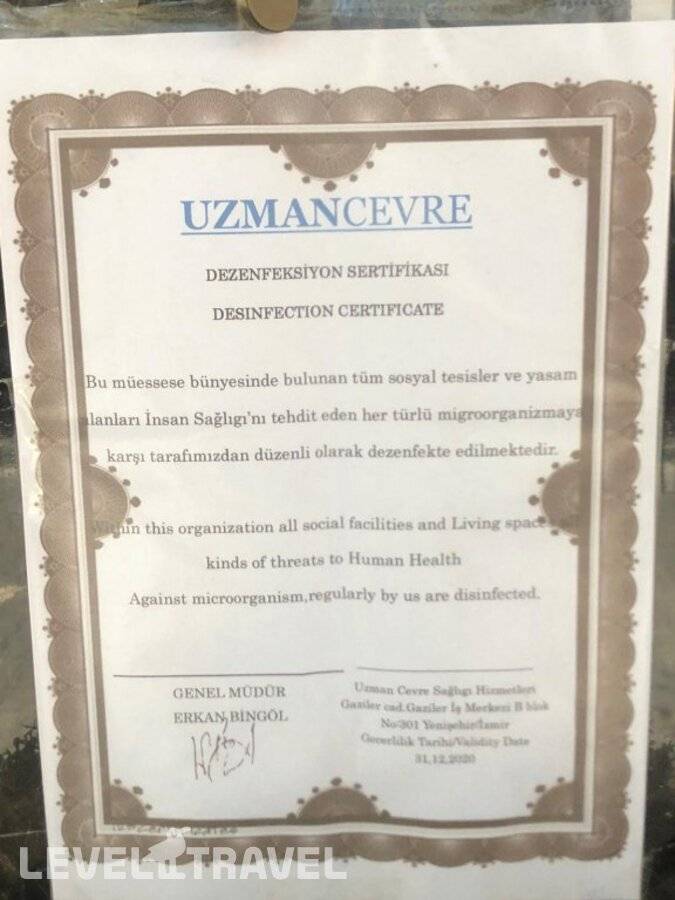 UZMANCEVRE
DEZENFEKSİYON SERTİFİKASI
DESINFECTION CERTIFICATE
Bu müessese bünyesinde bulunan tüm sosyal tesisler ve yasam
alanları İnsan Sağlıgı'nı tehdit eden her türlü migroorganizmaya
karşı tarafımızdan düzenli olarak dezenfekte edilmektedir.
Within this organization all social facilities and Living spaces all
kinds of threats to Human Health
Against microorganism,regularly by us are disinfected.
GENEL MÜDÜR
ERKAN BİNGÖL
Uzman Cevre Sağlıgı Hizmetleri
Gaziler cad.Gaziler İş Merkezi B blok
No:301 Yenişehir/İzmir
Gecerlilik Tarihi/Validity Date
31,12,2020
LEVEL TRAVEL